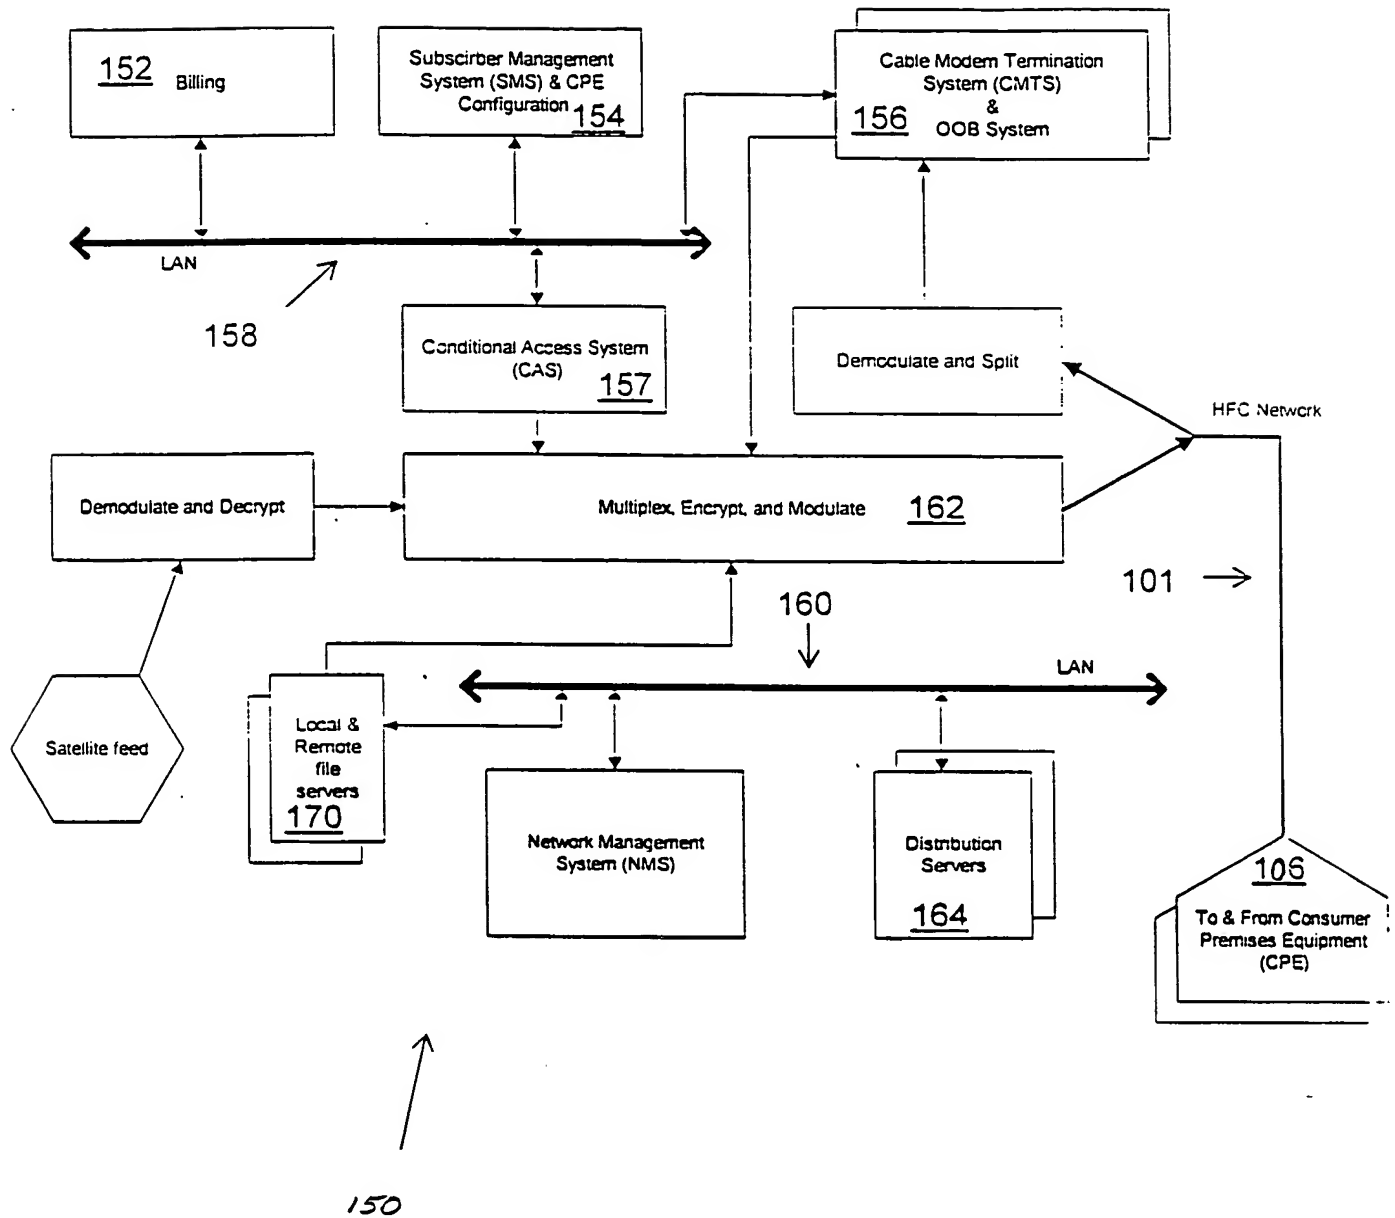 152 Billing
Subscirber Management
System (SMS) & CPE
Configuration 154
Cable Modem Termination
System (CMTS)
&
OOB System
156
LAN
158
Conditional Access System
(CAS)
157
Democulate and Split
HFC Network
Demodulate and Decrypt
Multiplex, Encrypt, and Modulate 162
101
160
LAN
Satellite feed
Local &
Remote
file
servers
170
Network Management
System (NMS)
Distribution
Servers
164
106
To & From Consumer
Premises Equipment
(CPE)
150